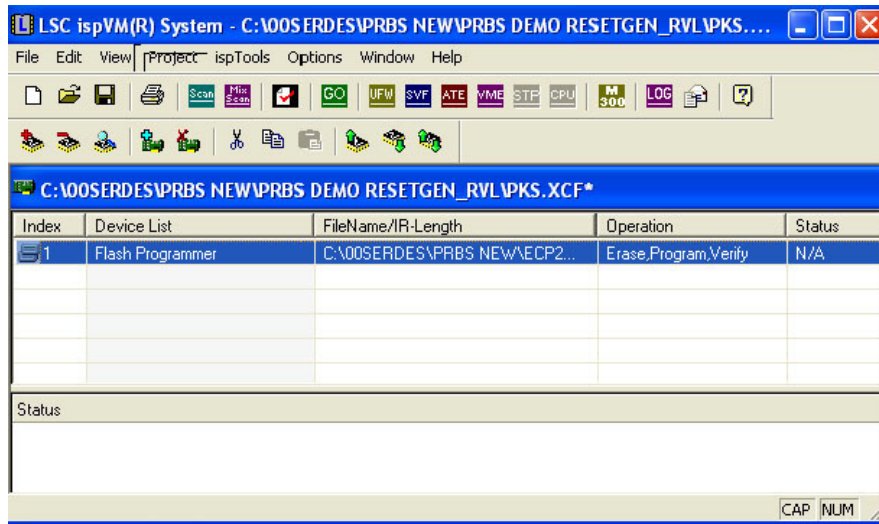 LSC ispVM(R) System - C:\00SERDES\PRBS NEW\PRBS DEMO RESETGEN_RVL\PKS....
File Edit View Project ispTools Options Window Help
Scan Mix Scan GO UFW SVF ATE VME STP CPU M 300 LOG ?
C:\00SERDES\PRBS NEW\PRBS DEMO RESETGEN_RVL\PKS.XCF*
Index Device List FileName/IR-Length Operation Status
1 Flash Programmer C:\00SERDES\PRBS NEW\ECP2... Erase,Program,Verify N/A
Status
CAP NUM